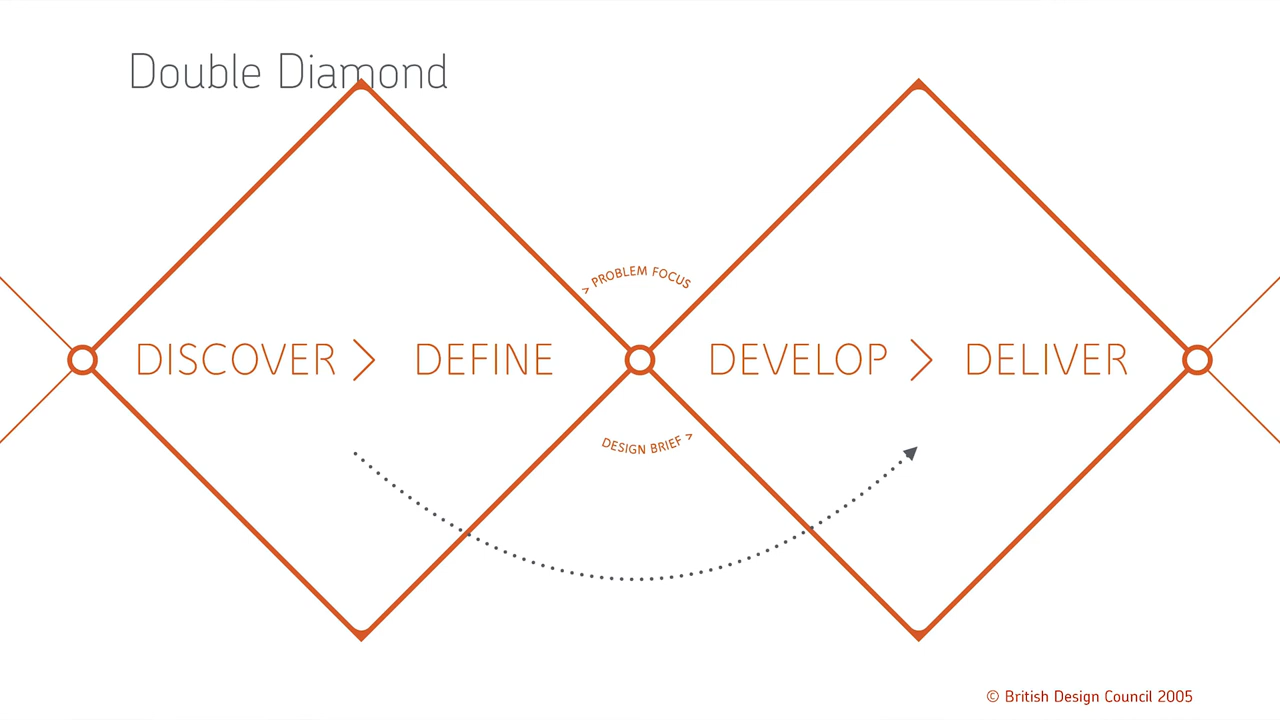 Double Diamond
> PROBLEM FOCUS
DISCOVER > DEFINE
DEVELOP > DELIVER
DESIGN BRIEF >
© British Design Council 2005